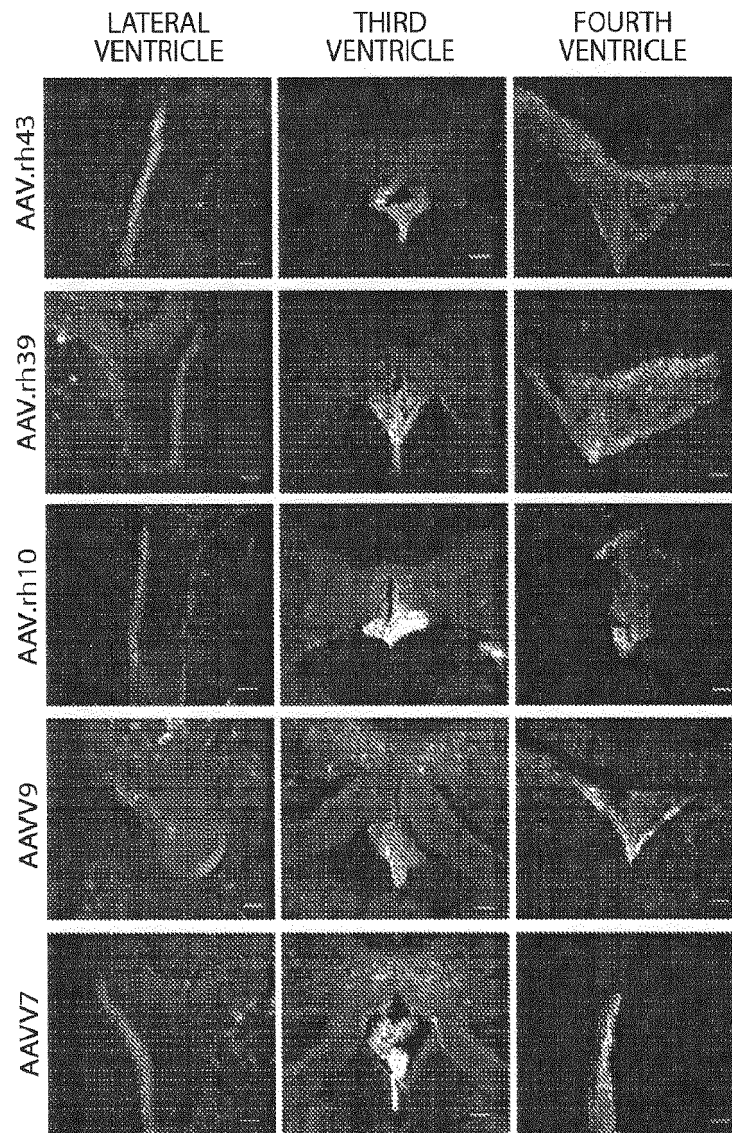 LATERAL VENTRICLE
THIRD VENTRICLE
FOURTH VENTRICLE
AAV.rh43
AAV.rh39
AAV.rh10
AAVV9
AAVV7